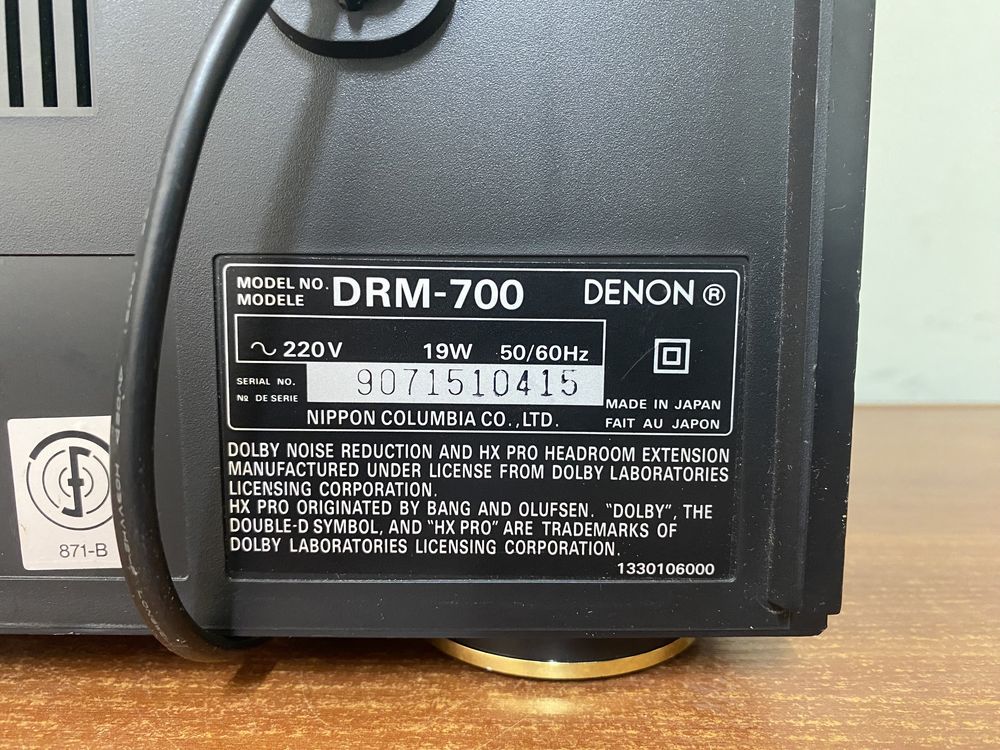 MODEL NO. DRM-700 DENON ®
MODELE
~ 220V 19W 50/60Hz
SERIAL NO. 9071510415
No DE SERIE
NIPPON COLUMBIA CO.,LTD.
MADE IN JAPAN
FAIT AU JAPON
DOLBY NOISE REDUCTION AND HX PRO HEADROOM EXTENSION
MANUFACTURED UNDER LICENSE FROM DOLBY LABORATORIES
LICENSING CORPORATION.
HX PRO ORIGINATED BY BANG AND OLUFSEN. "DOLBY", THE
DOUBLE-D SYMBOL, AND "HX PRO" ARE TRADEMARKS OF
DOLBY LABORATORIES LICENSING CORPORATION.
1330106000
871-B